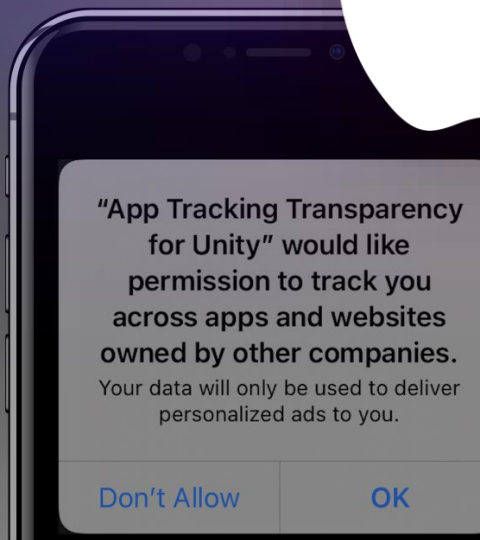 “App Tracking Transparency
for Unity” would like
permission to track you
across apps and websites
owned by other companies.
Your data will only be used to deliver
personalized ads to you.
Don’t Allow
OK